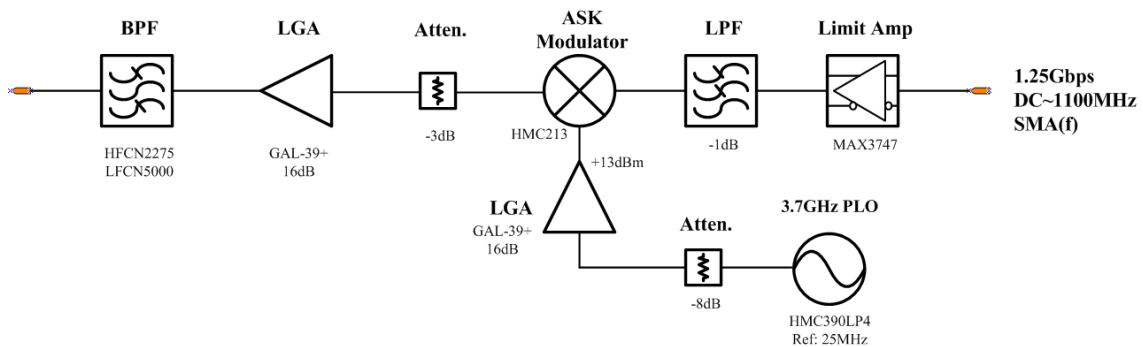 BPF
LGA
Atten.
ASK
Modulator
LPF
Limit Amp
1.25Gbps
DC~1100MHz
SMA(f)
HFCN2275
LFCN5000
GAL-39+
16dB
-3dB
HMC213
-1dB
MAX3747
+13dBm
LGA
GAL-39+
16dB
Atten.
-8dB
3.7GHz PLO
HMC390LP4
Ref: 25MHz